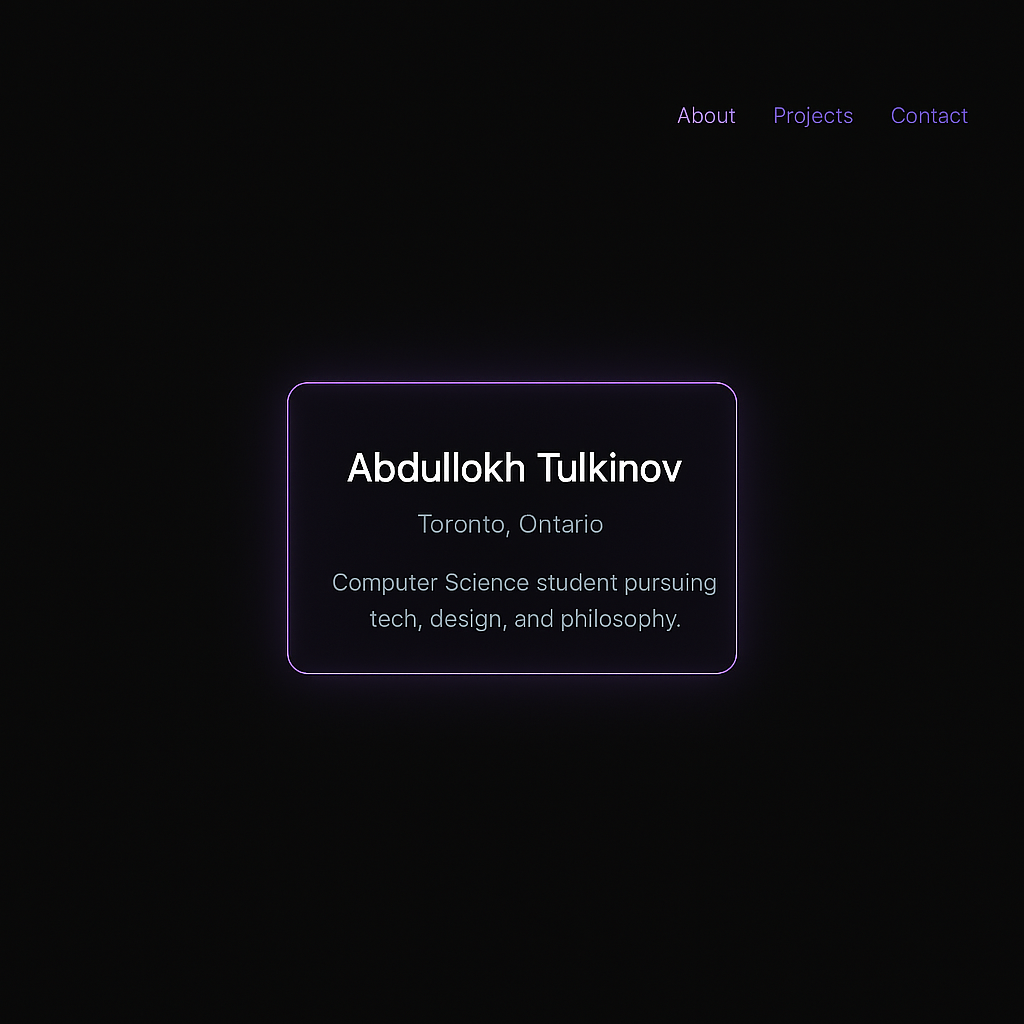 About Projects Contact
Abdullokh Tulkinov
Toronto, Ontario
Computer Science student pursuing
tech, design, and philosophy.